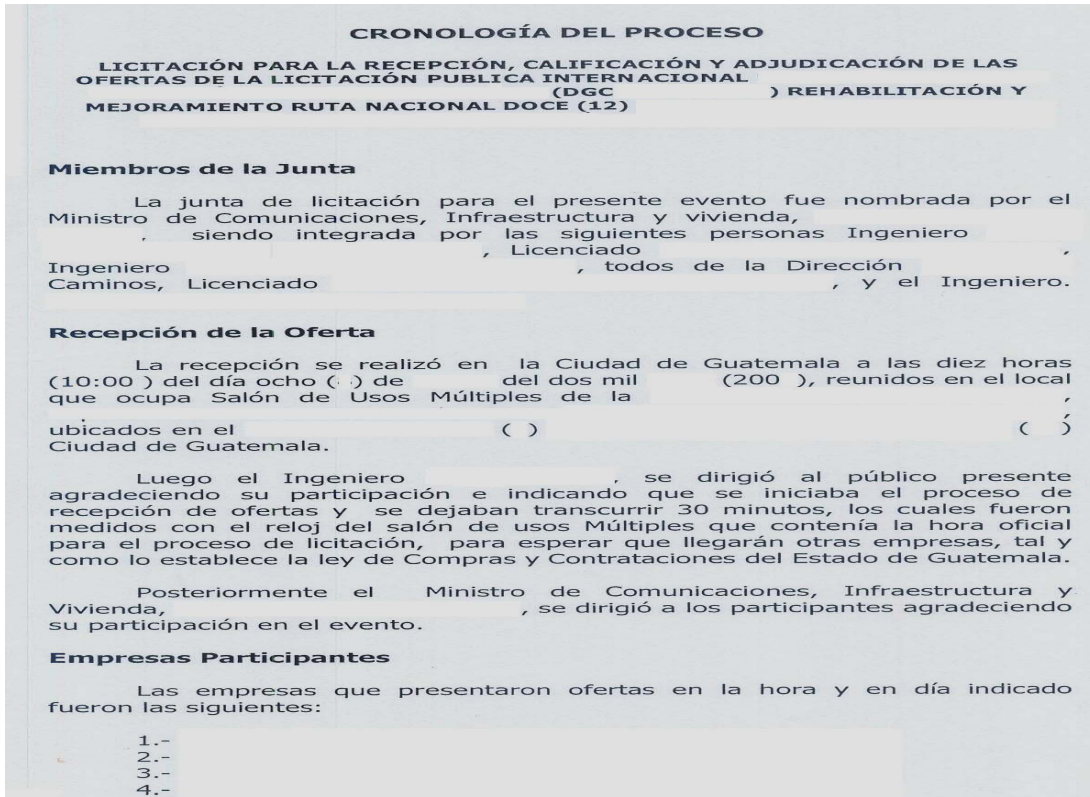 CRONOLOGÍA DEL PROCESO
LICITACIÓN PARA LA RECEPCIÓN, CALIFICACIÓN Y ADJUDICACIÓN DE LAS
OFERTAS DE LA LICITACIÓN PUBLICA INTERNACIONAL
(DGC ) REHABILITACIÓN Y
MEJORAMIENTO RUTA NACIONAL DOCE (12)
Miembros de la Junta
La junta de licitación para el presente evento fue nombrada por el
Ministro de Comunicaciones, Infraestructura y vivienda,
, siendo integrada por las siguientes personas Ingeniero
, Licenciado ,
Ingeniero , todos de la Dirección
Caminos, Licenciado , y el Ingeniero.
Recepción de la Oferta
La recepción se realizó en la Ciudad de Guatemala a las diez horas
(10:00 ) del día ocho ( ) de del dos mil (200 ), reunidos en el local
que ocupa Salón de Usos Múltiples de la ,
ubicados en el ( ) ( )
Ciudad de Guatemala.
Luego el Ingeniero , se dirigió al público presente
agradeciendo su participación e indicando que se iniciaba el proceso de
recepción de ofertas y se dejaban transcurrir 30 minutos, los cuales fueron
medidos con el reloj del salón de usos Múltiples que contenía la hora oficial
para el proceso de licitación, para esperar que llegarán otras empresas, tal y
como lo establece la ley de Compras y Contrataciones del Estado de Guatemala.
Posteriormente el Ministro de Comunicaciones, Infraestructura y
Vivienda, , se dirigió a los participantes agradeciendo
su participación en el evento.
Empresas Participantes
Las empresas que presentaron ofertas en la hora y en día indicado
fueron las siguientes:
1.-
2.-
3.-
4.-